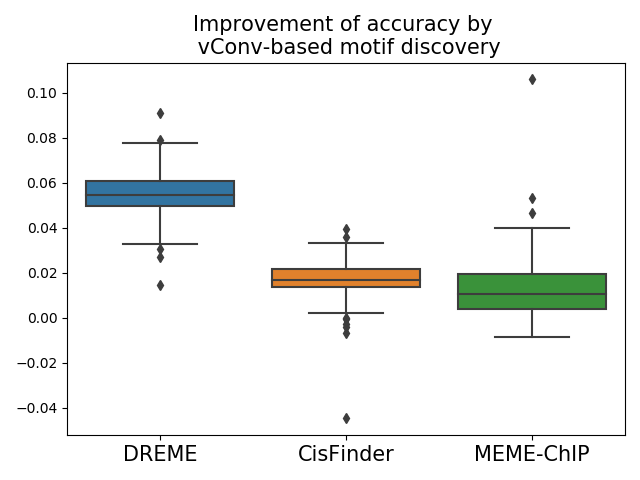 Improvement of accuracy by
vConv-based motif discovery
0.10
0.08
0.06
0.04
0.02
0.00
−0.02
−0.04
DREME CisFinder MEME-ChIP